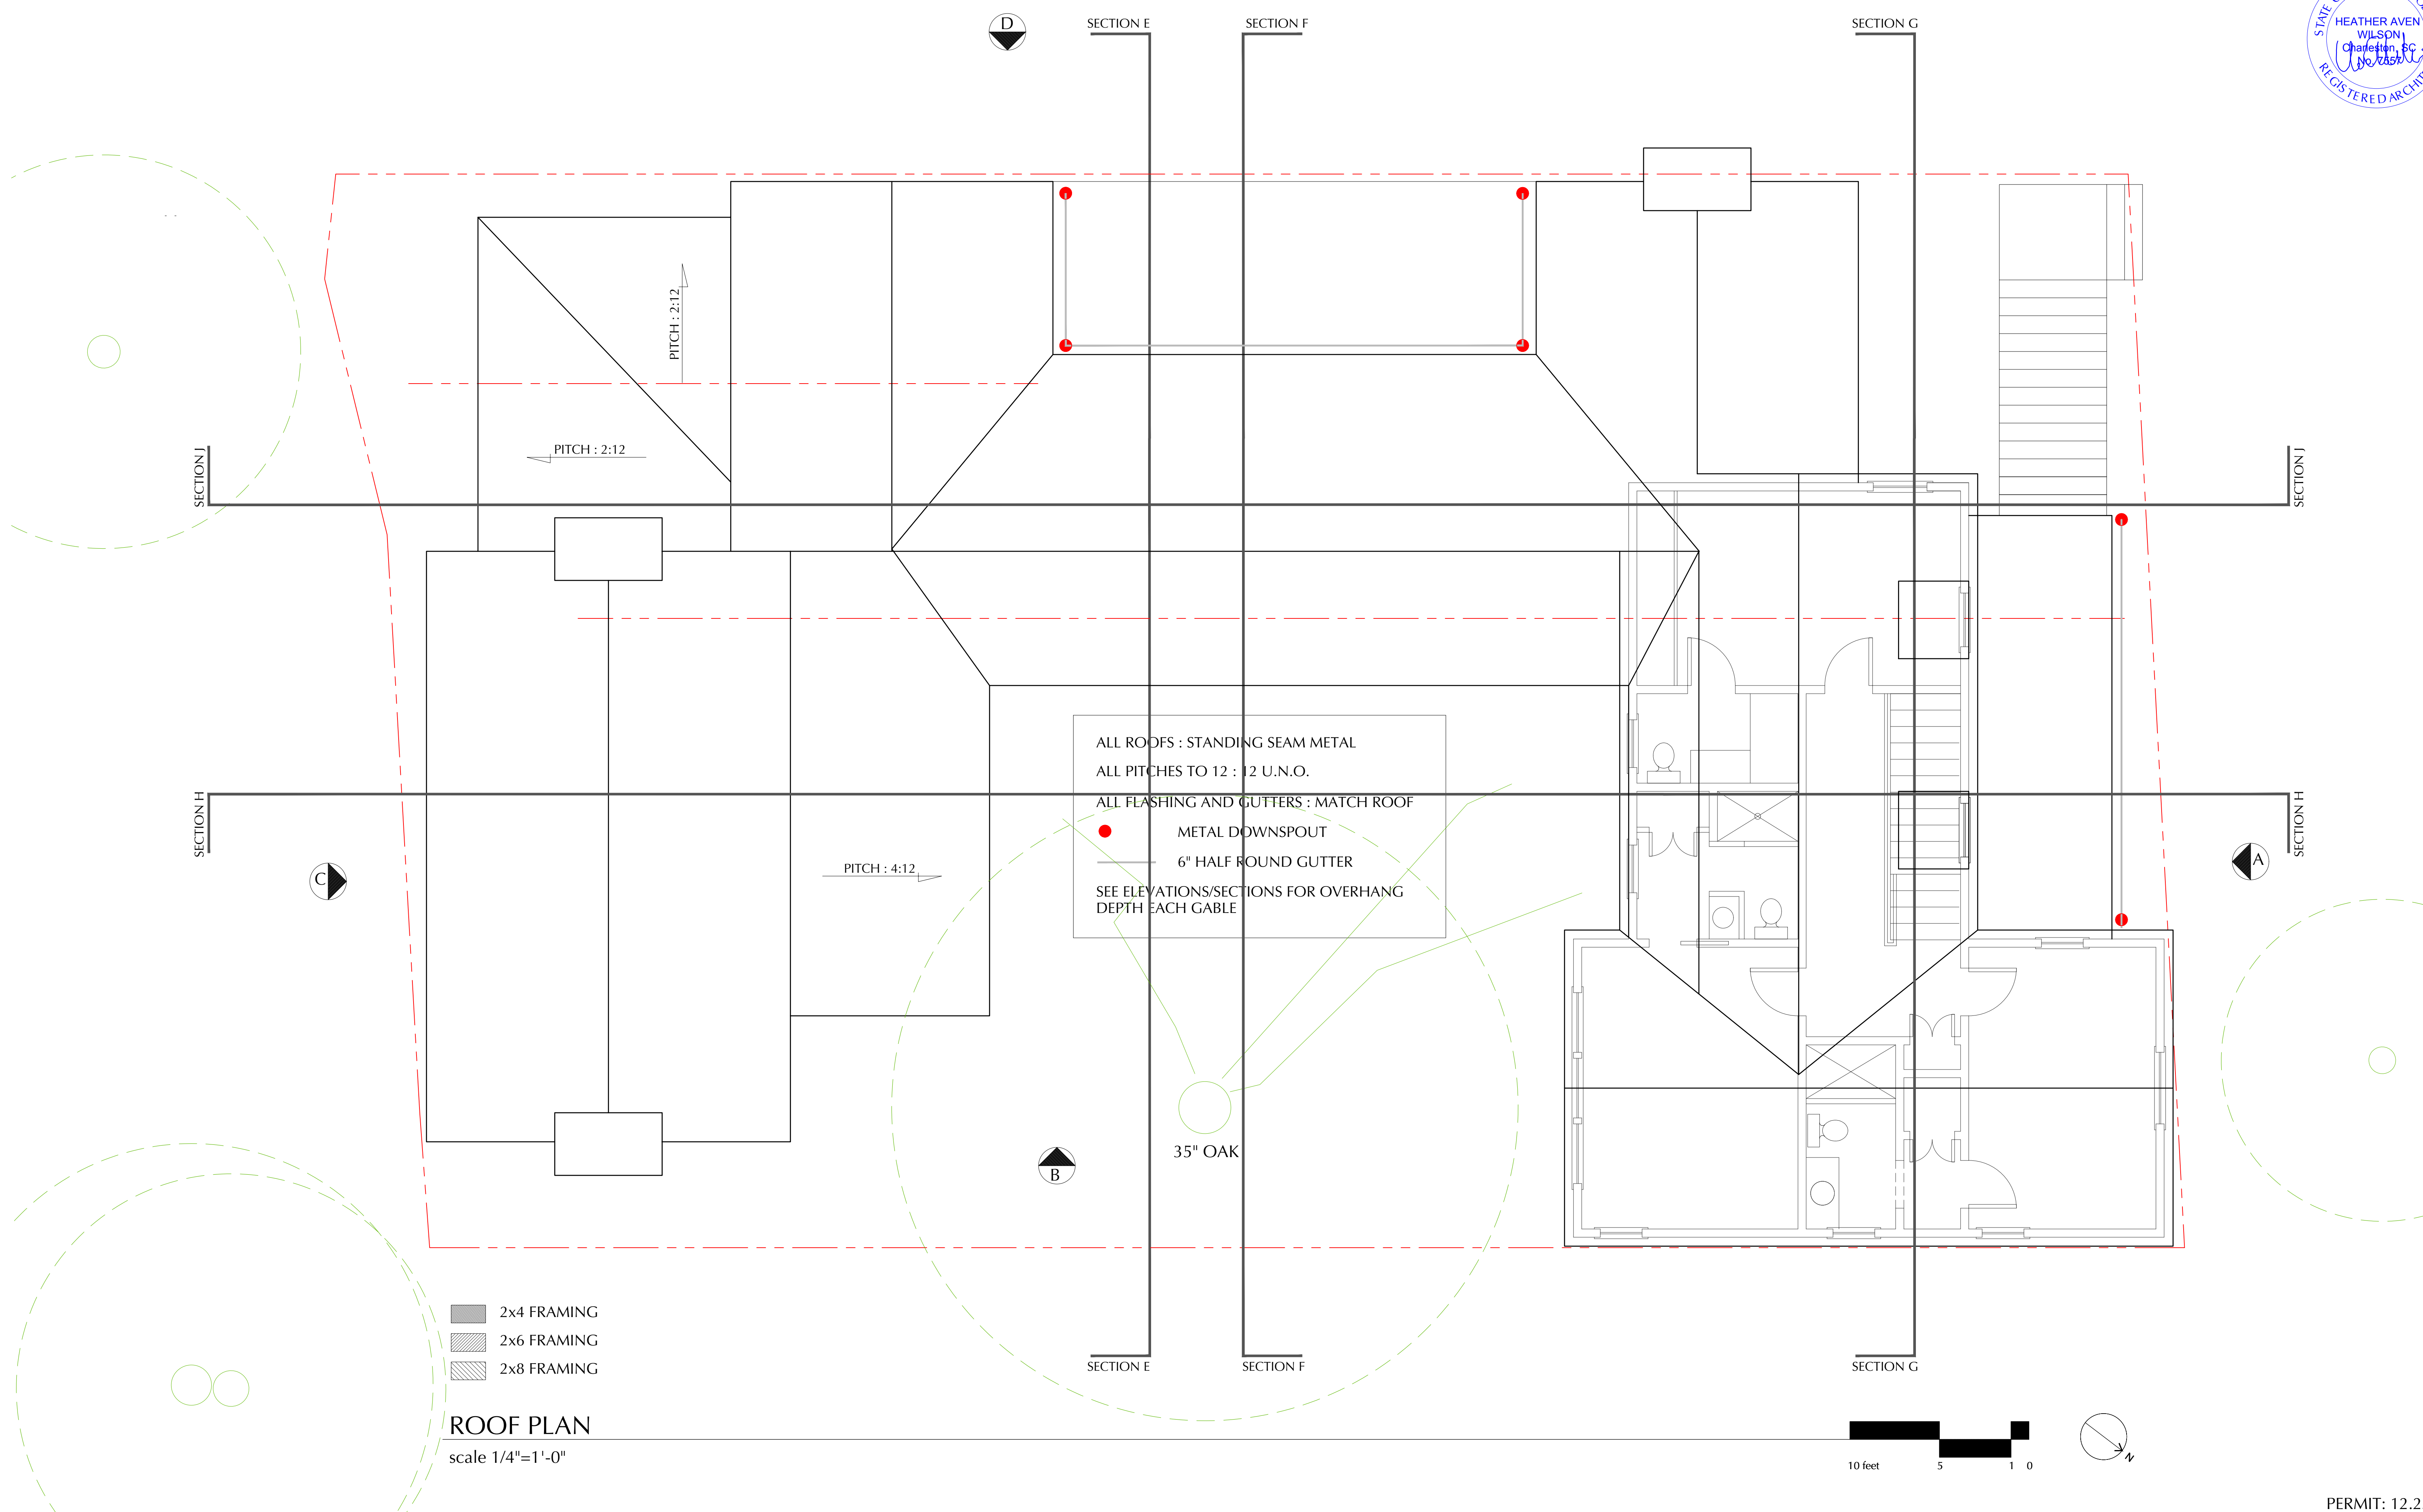 D
SECTION E
SECTION F
SECTION G
HEATHER AVEN
WILSON
Charleston, SC
No. 7557
REGISTERED ARCHIT
STATE
PITCH : 2:12
PITCH : 2:12
SECTION J
SECTION J
ALL ROOFS : STANDING SEAM METAL
ALL PITCHES TO 12 : 12 U.N.O.
ALL FLASHING AND GUTTERS : MATCH ROOF
METAL DOWNSPOUT
6" HALF ROUND GUTTER
SEE ELEVATIONS/SECTIONS FOR OVERHANG
DEPTH EACH GABLE
SECTION H
SECTION H
C
PITCH : 4:12
A
35" OAK
B
2x4 FRAMING
2x6 FRAMING
2x8 FRAMING
SECTION E
SECTION F
SECTION G
ROOF PLAN
scale 1/4"=1'-0"
10 feet 5 1 0
N
PERMIT: 12.2